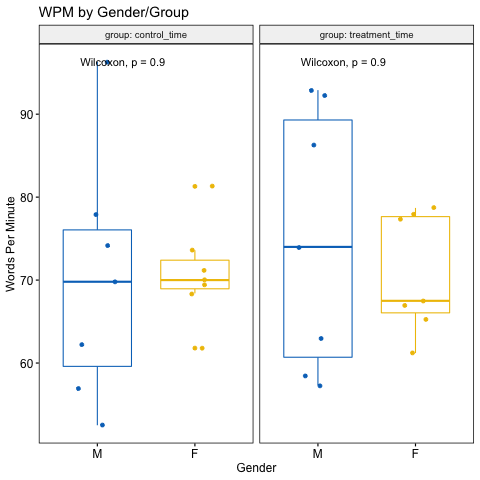 WPM by Gender/Group
group: control_time
group: treatment_time
Wilcoxon, p = 0.9
Wilcoxon, p = 0.9
90
80
70
60
Words Per Minute
M
F
M
F
Gender